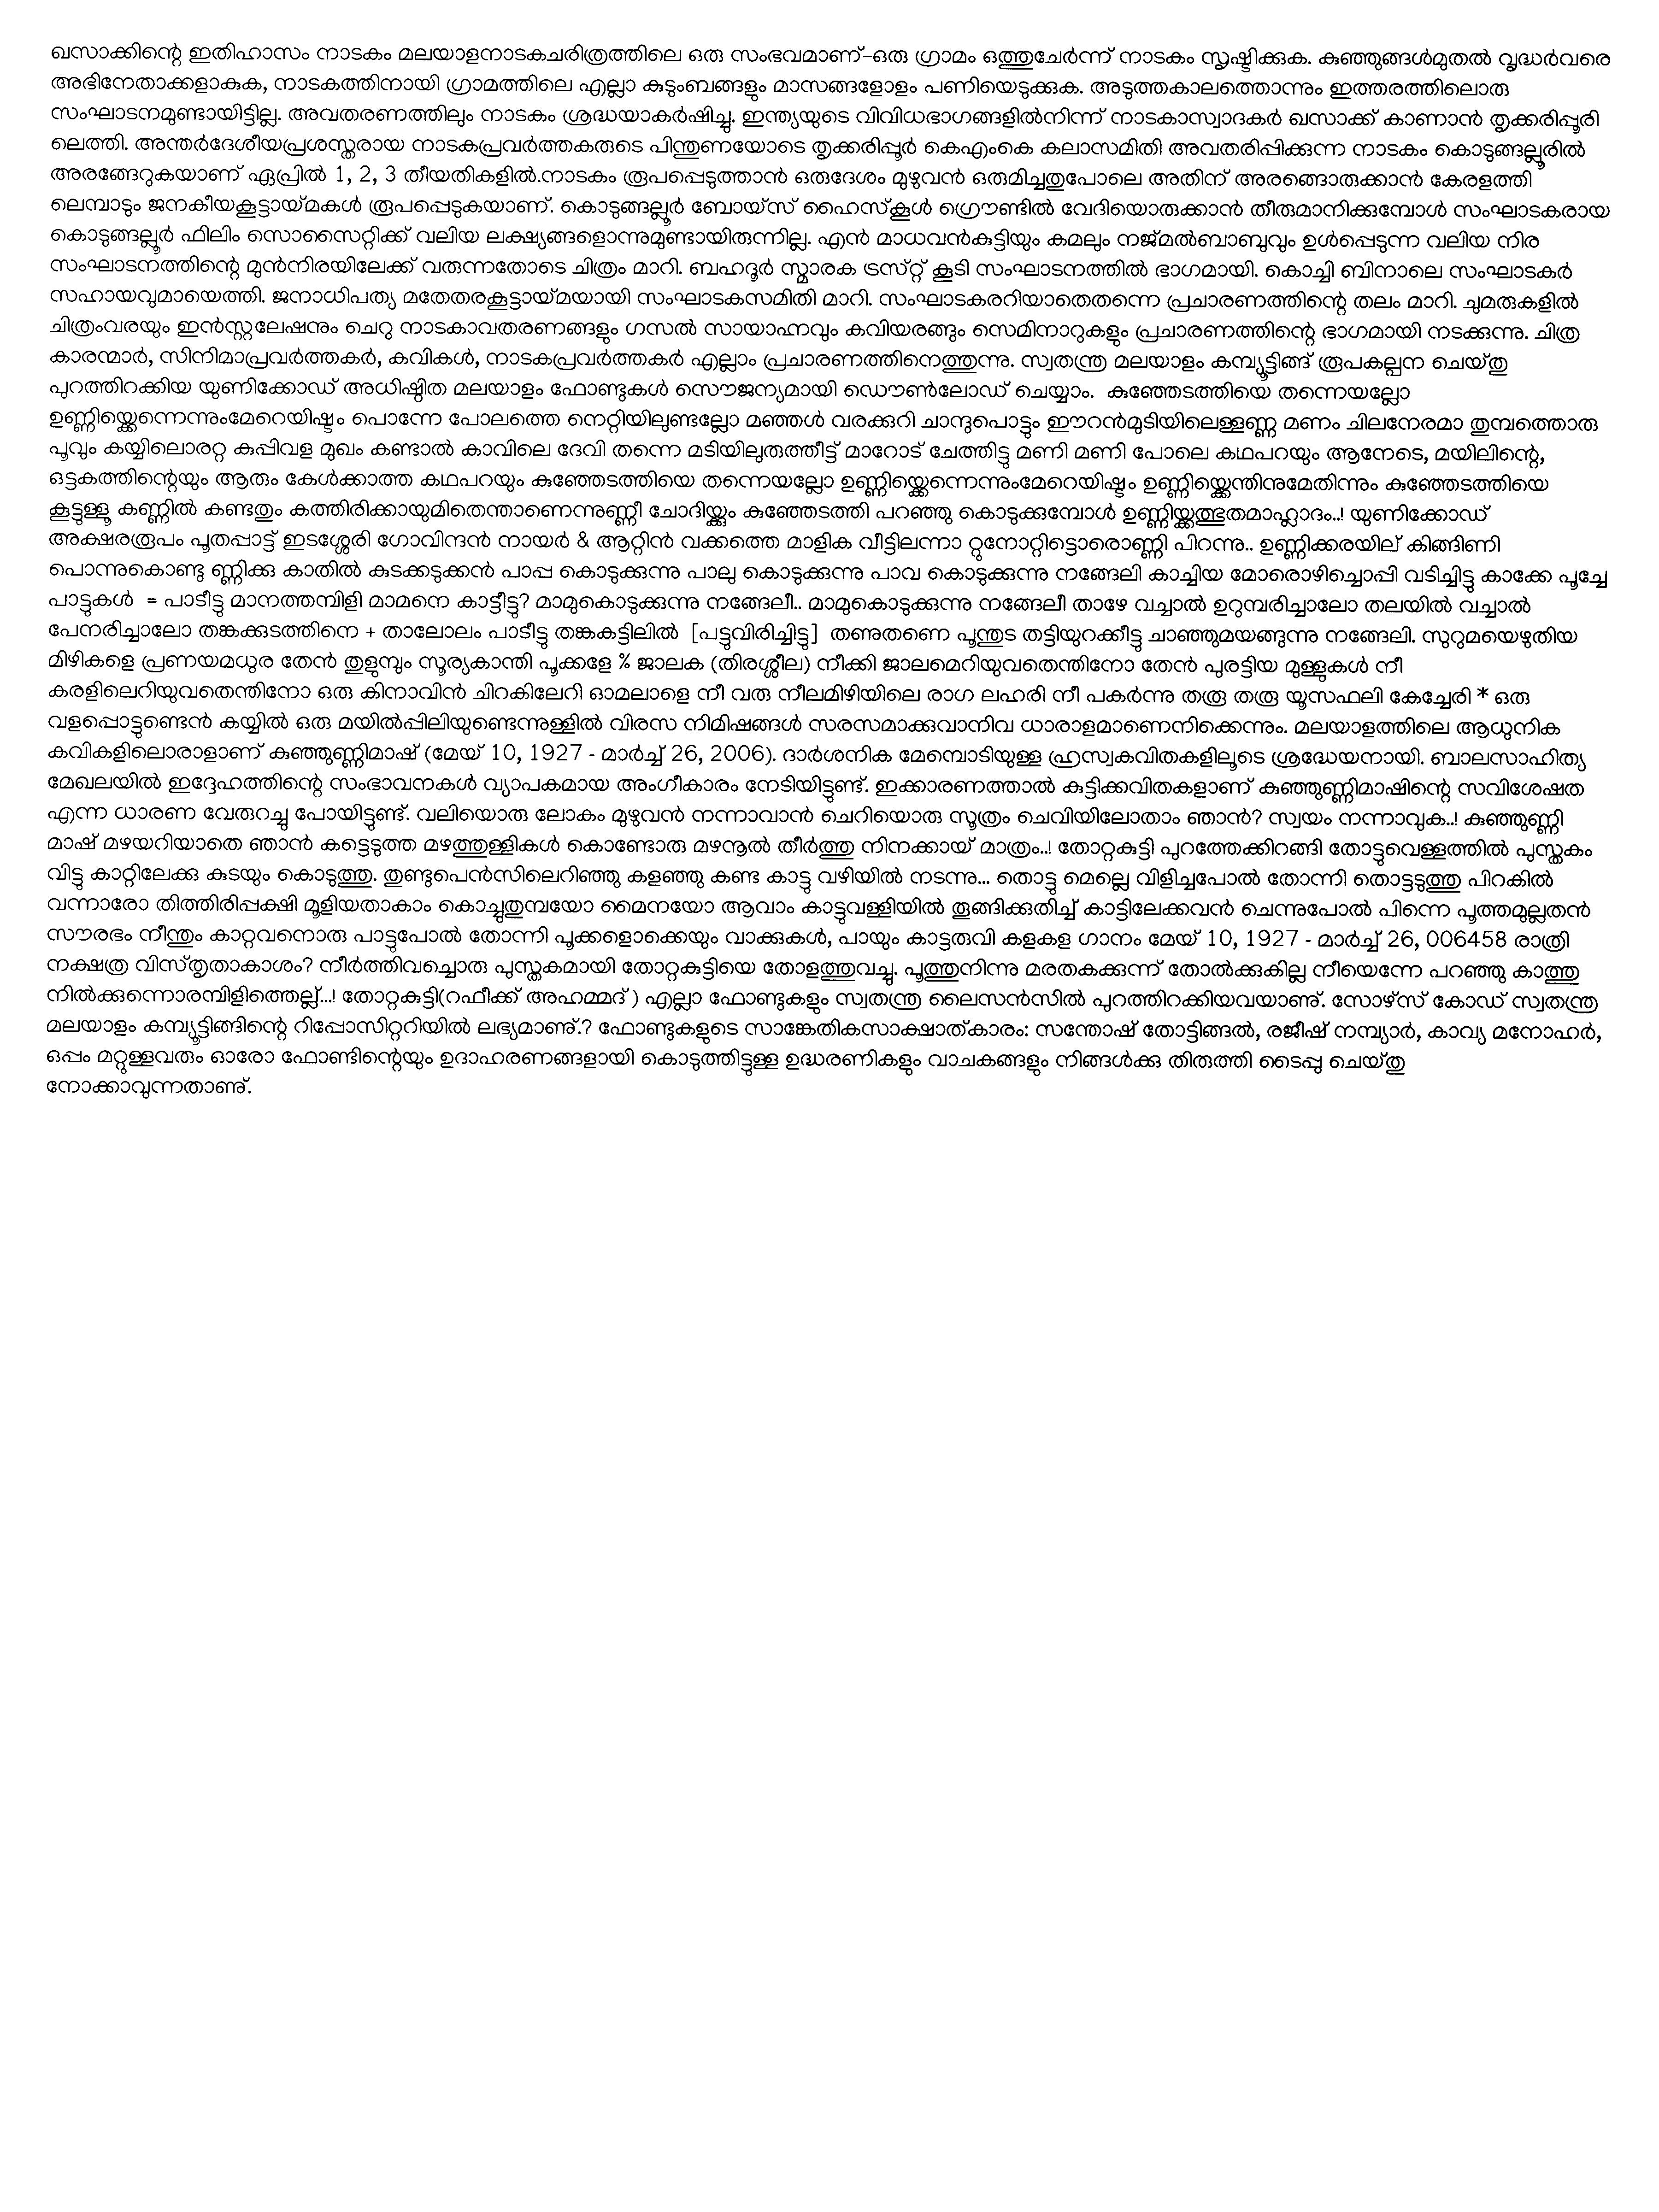 ഖസാക്കിന്റെ ഇതിഹാസം നാടകം മലയാളനാടകചരിത്രത്തിലെ ഒരു സംഭവമാണ്-ഒരു ഗ്രാമം ഒത്തുചേർന്ന് നാടകം സൃഷ്ടിക്കുക. കുഞ്ഞുങ്ങൾമുതൽ വൃദ്ധർവരെ
അഭിനേതാക്കളാകുക, നാടകത്തിനായി ഗ്രാമത്തിലെ എല്ലാ കുടുംബങ്ങളും മാസങ്ങളോളം പണിയെടുക്കുക. അടുത്തകാലത്തൊന്നും ഇത്തരത്തിലൊരു
സംഘാടനമുണ്ടായിട്ടില്ല. അവതരണത്തിലും നാടകം ശ്രദ്ധയാകർഷിച്ചു. ഇന്ത്യയുടെ വിവിധഭാഗങ്ങളിൽനിന്ന് നാടകാസ്വാദകർ ഖസാക്ക് കാണാൻ തൃക്കരിപ്പൂരി
ലെത്തി. അന്തർദേശീയപ്രശസ്തരായ നാടകപ്രവർത്തകരുടെ പിന്തുണയോടെ തൃക്കരിപ്പൂർ കെഎംകെ കലാസമിതി അവതരിപ്പിക്കുന്ന നാടകം കൊടുങ്ങല്ലൂരിൽ
അരങ്ങേറുകയാണ് ഏപ്രിൽ 1, 2, 3 തീയതികളിൽ.നാടകം രൂപപ്പെടുത്താൻ ഒരുദേശം മുഴുവൻ ഒരുമിച്ചതുപോലെ അതിന് അരങ്ങൊരുക്കാൻ കേരളത്തി
ലെമ്പാടും ജനകീയകൂട്ടായ്മകൾ രൂപപ്പെടുകയാണ്. കൊടുങ്ങല്ലൂർ ബോയ്സ് ഹൈസ്കൂൾ ഗ്രൌണ്ടിൽ വേദിയൊരുക്കാൻ തീരുമാനിക്കുമ്പോൾ സംഘാടകരായ
കൊടുങ്ങല്ലൂർ ഫിലിം സൊസൈറ്റിക്ക് വലിയ ലക്ഷ്യങ്ങളൊന്നുമുണ്ടായിരുന്നില്ല. എൻ മാധവൻകുട്ടിയും കമലും നജ്മൽബാബുവും ഉൾപ്പെടുന്ന വലിയ നിര
സംഘാടനത്തിന്റെ മുൻനിരയിലേക്ക് വരുന്നതോടെ ചിത്രം മാറി. ബഹദൂർ സ്മാരക ട്രസ്റ്റ് കൂടി സംഘാടനത്തിൽ ഭാഗമായി. കൊച്ചി ബിനാലെ സംഘാടകർ
സഹായവുമായെത്തി. ജനാധിപത്യ മതേതരകൂട്ടായ്മയായി സംഘാടകസമിതി മാറി. സംഘാടകരറിയാതെതന്നെ പ്രചാരണത്തിന്റെ തലം മാറി. ചുമരുകളിൽ
ചിത്രംവരയും ഇൻസ്റ്റലേഷനും ചെറു നാടകാവതരണങ്ങളും ഗസൽ സായാഹ്നവും കവിയരങ്ങും സെമിനാറുകളും പ്രചാരണത്തിന്റെ ഭാഗമായി നടക്കുന്നു. ചിത്ര
കാരന്മാർ, സിനിമാപ്രവർത്തകർ, കവികൾ, നാടകപ്രവർത്തകർ എല്ലാം പ്രചാരണത്തിനെത്തുന്നു. സ്വതന്ത്ര മലയാളം കമ്പ്യൂട്ടിങ്ങ് രൂപകല്പന ചെയ്തു
പുറത്തിറക്കിയ യുണിക്കോഡ് അധിഷ്ഠിത മലയാളം ഫോണ്ടുകൾ സൌജന്യമായി ഡൌൺലോഡ് ചെയ്യാം. കുഞ്ഞേടത്തിയെ തന്നെയല്ലോ
ഉണ്ണിയ്ക്കെന്നെന്നുംമേറെയിഷ്ടം പൊന്നേ പോലത്തെ നെറ്റിയിലുണ്ടല്ലോ മഞ്ഞൾ വരക്കുറി ചാന്തുപൊട്ടും ഈറൻമുടിയിലെള്ളണ്ണ മണം ചിലനേരമാ തുമ്പത്തൊരു
പൂവും കയ്യിലൊരറ്റ കുപ്പിവള മുഖം കണ്ടാൽ കാവിലെ ദേവി തന്നെ മടിയിലുരുത്തീട്ട് മാറോട് ചേത്തിട്ടു മണി മണി പോലെ കഥപറയും ആനേടെ, മയിലിന്റെ,
ഒട്ടകത്തിന്റെയും ആരും കേൾക്കാത്ത കഥപറയും കുഞ്ഞേടത്തിയെ തന്നെയല്ലോ ഉണ്ണിയ്ക്കെന്നെന്നുംമേറെയിഷ്ടം ഉണ്ണിയ്ക്കെന്തിനുമേതിന്നും കുഞ്ഞേടത്തിയെ
കൂട്ടുള്ളൂ കണ്ണിൽ കണ്ടതും കത്തിരിക്കായുമിതെന്താണെന്നുണ്ണീ ചോദിയ്ക്കും കുഞ്ഞേടത്തി പറഞ്ഞു കൊടുക്കുമ്പോൾ ഉണ്ണിയ്ക്കത്ഭുതമാഹ്ലാദം..! യുണിക്കോഡ്
അക്ഷരരൂപം പൂതപ്പാട്ട് ഇടശ്ശേരി ഗോവിന്ദൻ നായർ & ആറ്റിൻ വക്കത്തെ മാളിക വീട്ടിലന്നാ റ്റുനോറ്റിട്ടൊരൊണ്ണി പിറന്നു.. ഉണ്ണിക്കരയില് കിങ്ങിണി
പൊന്നുകൊണ്ടു ണ്ണിക്കു കാതിൽ കുടക്കടുക്കൻ പാപ്പ കൊടുക്കുന്നു പാലു കൊടുക്കുന്നു പാവ കൊടുക്കുന്നു നങ്ങേലി കാച്ചിയ മോരൊഴിച്ചൊപ്പി വടിച്ചിട്ടു കാക്കേ പൂച്ചേ
പാട്ടുകൾ = പാടീട്ടു മാനത്തമ്പിളി മാമനെ കാട്ടീട്ടു? മാമുകൊടുക്കുന്നു നങ്ങേലീ.. മാമുകൊടുക്കുന്നു നങ്ങേലീ താഴേ വച്ചാൽ ഉറുമ്പരിച്ചാലോ തലയിൽ വച്ചാൽ
പേനരിച്ചാലോ തങ്കക്കുടത്തിനെ + താലോലം പാടീട്ടു തങ്കകട്ടിലിൽ [പട്ടുവിരിച്ചിട്ടു] തണുതണെ പൂന്തുട തട്ടിയുറക്കീട്ടു ചാഞ്ഞുമയങ്ങുന്നു നങ്ങേലി. സുറുമയെഴുതിയ
മിഴികളെ പ്രണയമധുര തേൻ തുളുമ്പും സൂര്യകാന്തി പൂക്കളേ % ജാലക (തിരശ്ശീല) നീക്കി ജാലമെറിയുവതെന്തിനോ തേൻ പുരട്ടിയ മുള്ളുകൾ നീ
കരളിലെറിയുവതെന്തിനോ ഒരു കിനാവിൻ ചിറകിലേറി ഓമലാളെ നീ വരു നീലമിഴിയിലെ രാഗ ലഹരി നീ പകർന്നു തരൂ തരൂ യൂസഫലി കേച്ചേരി * ഒരു
വളപ്പൊട്ടുണ്ടെൻ കയ്യിൽ ഒരു മയിൽപ്പിലിയുണ്ടെന്നുള്ളിൽ വിരസ നിമിഷങ്ങൾ സരസമാക്കുവാനിവ ധാരാളമാണെനിക്കെന്നും. മലയാളത്തിലെ ആധുനിക
കവികളിലൊരാളാണ് കുഞ്ഞുണ്ണിമാഷ് (മേയ് 10, 1927 - മാർച്ച് 26, 2006). ദാർശനിക മേമ്പൊടിയുള്ള ഹ്രസ്വകവിതകളിലൂടെ ശ്രദ്ധേയനായി. ബാലസാഹിത്യ
മേഖലയിൽ ഇദ്ദേഹത്തിന്റെ സംഭാവനകൾ വ്യാപകമായ അംഗീകാരം നേടിയിട്ടുണ്ട്. ഇക്കാരണത്താൽ കുട്ടിക്കവിതകളാണ് കുഞ്ഞുണ്ണിമാഷിന്റെ സവിശേഷത
എന്ന ധാരണ വേരുറച്ചു പോയിട്ടുണ്ട്. വലിയൊരു ലോകം മുഴുവൻ നന്നാവാൻ ചെറിയൊരു സൂത്രം ചെവിയിലോതാം ഞാൻ? സ്വയം നന്നാവുക..! കുഞ്ഞുണ്ണി
മാഷ് മഴയറിയാതെ ഞാൻ കട്ടെടുത്ത മഴത്തുള്ളികൾ കൊണ്ടോരു മഴനൂൽ തീർത്തു നിനക്കായ് മാത്രം..! തോറ്റകുട്ടി പുറത്തേക്കിറങ്ങി തോട്ടുവെള്ളത്തിൽ പുസ്തകം
വിട്ടു കാറ്റിലേക്കു കുടയും കൊടുത്തു. തുണ്ടുപെൻസിലെറിഞ്ഞു കളഞ്ഞു കണ്ട കാട്ടു വഴിയിൽ നടന്നു... തൊട്ടു മെല്ലെ വിളിച്ചപോൽ തോന്നി തൊട്ടടുത്തു പിറകിൽ
വന്നാരോ തിത്തിരിപ്പക്ഷി മൂളിയതാകാം കൊച്ചുതുമ്പയോ മൈനയോ ആവാം കാട്ടുവള്ളിയിൽ തൂങ്ങിക്കുതിച്ച് കാട്ടിലേക്കവൻ ചെന്നുപോൽ പിന്നെ പൂത്തമുല്ലതൻ
സൗരഭം നീന്തും കാറ്റവനൊരു പാട്ടുപോൽ തോന്നി പൂക്കളൊക്കെയും വാക്കുകൾ, പായും കാട്ടരുവി കളകള ഗാനം മേയ് 10, 1927 - മാർച്ച് 26, 006458 രാത്രി
നക്ഷത്ര വിസ്തൃതാകാശം? നീർത്തിവച്ചൊരു പുസ്തകമായി തോറ്റകുട്ടിയെ തോളത്തുവച്ചു. പൂത്തുനിന്നു മരതകക്കുന്ന് തോൽക്കുകില്ല നീയെന്നേ പറഞ്ഞു കാത്തു
നിൽക്കുന്നൊരമ്പിളിത്തെല്ല്...! തോറ്റകുട്ടി(റഫീക്ക് അഹമ്മദ് ) എല്ലാ ഫോണ്ടുകളും സ്വതന്ത്ര ലൈസൻസിൽ പുറത്തിറക്കിയവയാണു്. സോഴ്സ് കോഡ് സ്വതന്ത്ര
മലയാളം കമ്പ്യൂട്ടിങ്ങിന്റെ റിപ്പോസിറ്ററിയിൽ ലഭ്യമാണു്.? ഫോണ്ടുകളുടെ സാങ്കേതികസാക്ഷാത്കാരം: സന്തോഷ് തോട്ടിങ്ങൽ, രജീഷ് നമ്പ്യാർ, കാവ്യ മനോഹർ,
ഒപ്പം മറ്റുള്ളവരും ഓരോ ഫോണ്ടിന്റെയും ഉദാഹരണങ്ങളായി കൊടുത്തിട്ടുള്ള ഉദ്ധരണികളും വാചകങ്ങളും നിങ്ങൾക്കു തിരുത്തി ടൈപ്പു ചെയ്തു
നോക്കാവുന്നതാണു്.